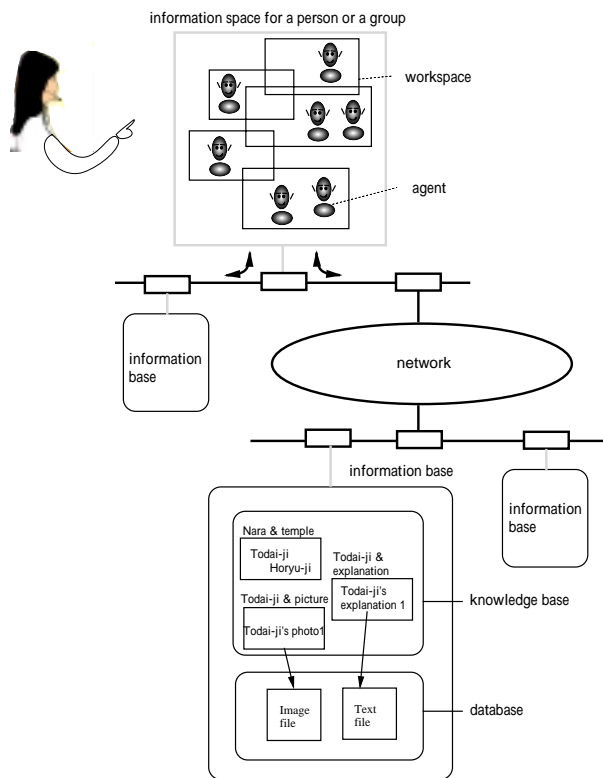 information space for a person or a group
workspace
agent
information
base
network
information base
information
base
Nara & temple
Todai-ji
Horyu-ji
Todai-ji &
explanation
Todai-ji's
explanation 1
Todai-ji & picture
Todai-ji's photo1
knowledge base
Image
file
Text
file
database